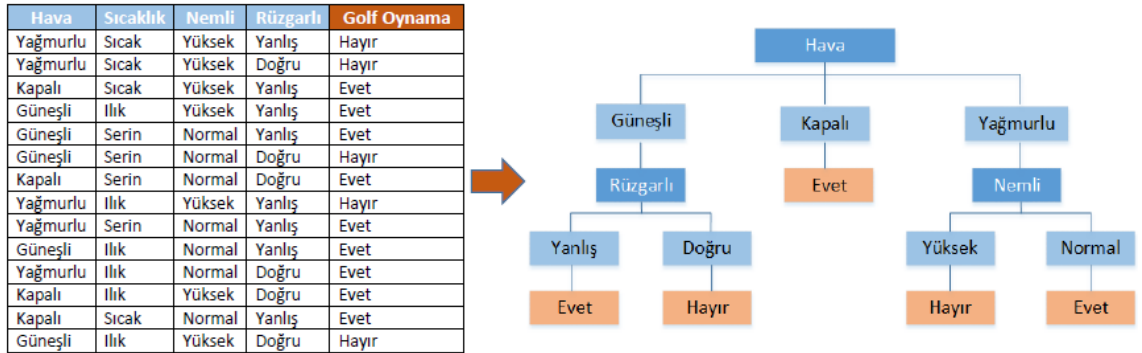 Hava Sıcaklık Nemli Rüzgarlı Golf Oynama
Yağmurlu Sıcak Yüksek Yanlış Hayır
Yağmurlu Sıcak Yüksek Doğru Hayır
Kapalı Sıcak Yüksek Yanlış Evet
Güneşli Ilık Yüksek Yanlış Evet
Güneşli Serin Normal Yanlış Evet
Güneşli Serin Normal Doğru Hayır
Kapalı Serin Normal Doğru Evet
Yağmurlu Ilık Yüksek Yanlış Hayır
Yağmurlu Serin Normal Yanlış Evet
Güneşli Ilık Normal Yanlış Evet
Yağmurlu Ilık Normal Doğru Evet
Kapalı Ilık Yüksek Doğru Evet
Kapalı Sıcak Normal Yanlış Evet
Güneşli Ilık Yüksek Doğru Hayır
Hava
Güneşli Kapalı Yağmurlu
Rüzgarlı Evet Nemli
Yanlış Doğru Yüksek Normal
Evet Hayır Hayır Evet